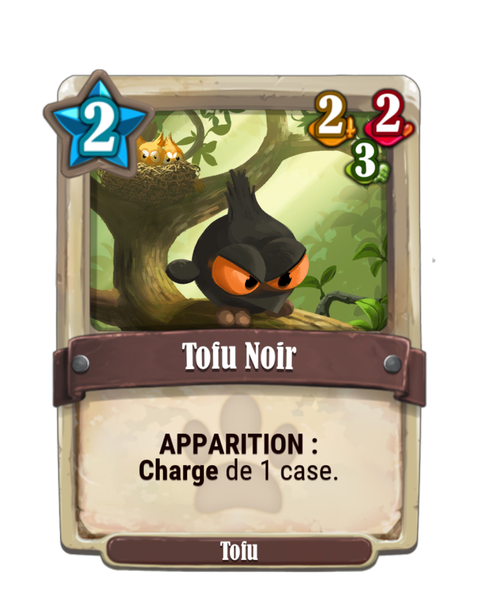 2
2
2
3
Tofu Noir
APPARITION :
Charge de 1 case.
Tofu